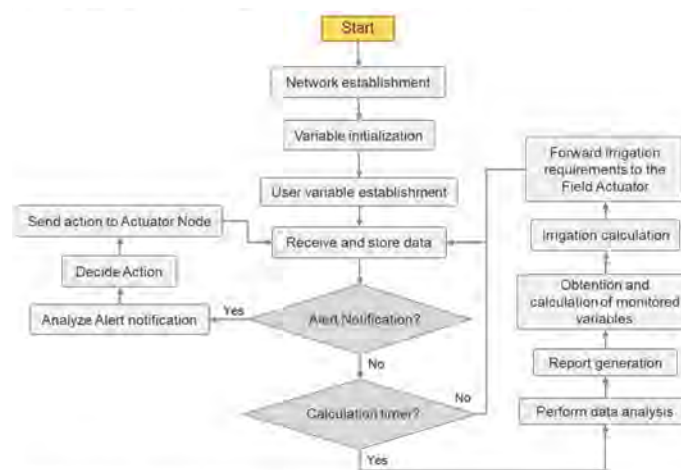 Start
Network establishment
Variable initialization
User variable establishment
Receive and store data
Alert Notification?
Yes
Analyze Alert notification
Decide Action
Send action to Actuator Node
No
Calculation timer?
No
Yes
Perform data analysis
Report generation
Obtention and
calculation of monitored
variables
Irrigation calculation
Forward Irrigation
requirements to the
Field Actuator